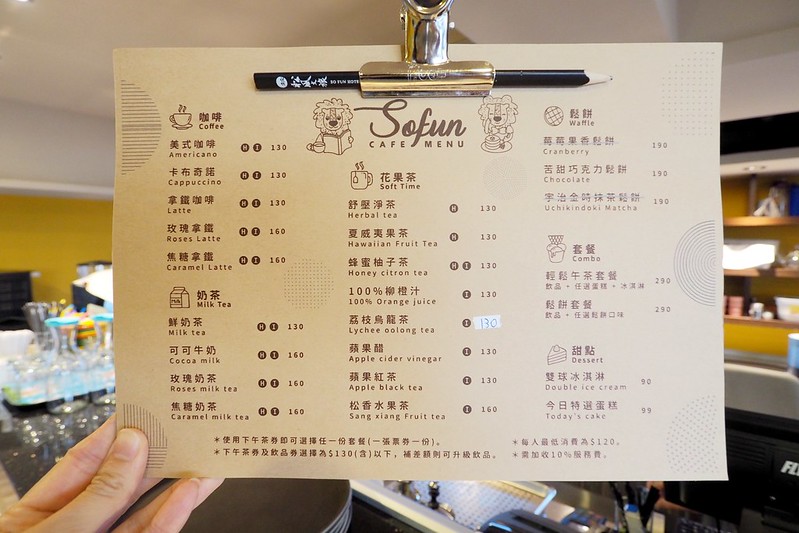 松風文旅 SO FUN HOTEL
Sofun
CAFE MENU
咖啡
Coffee
美式咖啡 H I 130
Americano
卡布奇諾 H I 130
Cappuccino
拿鐵咖啡 H I 130
Latte
玫瑰拿鐵 H I 160
Roses Latte
焦糖拿鐵 H I 160
Caramel Latte
奶茶
Milk Tea
鮮奶茶 H I 130
Milk tea
可可牛奶 H I 160
Cocoa milk
玫瑰奶茶 H I 160
Roses milk tea
焦糖奶茶 H I 160
Caramel milk tea
花果茶
Soft Time
舒壓淨茶 H 130
Herbal tea
夏威夷果茶 H 130
Hawaiian Fruit Tea
蜂蜜柚子茶 H I 130
Honey citron tea
100%柳橙汁 I 130
100% Orange juice
荔枝烏龍茶 I 130
Lychee oolong tea
蘋果醋 I 130
Apple cider vinegar
蘋果紅茶 I 130
Apple black tea
松香水果茶 I 160
Sang xiang Fruit tea
鬆餅
Waffle
莓莓果香鬆餅 190
Cranberry
苦甜巧克力鬆餅 190
Chocolate
宇治金時抹茶鬆餅 190
Uchikindoki Matcha
套餐
Combo
輕鬆午茶套餐 290
飲品 + 任選蛋糕 + 冰淇淋
鬆餅套餐 290
飲品 + 任選鬆餅口味
甜點
Dessert
雙球冰淇淋 90
Double ice cream
今日特選蛋糕 99
Today's cake
*使用下午茶券即可選擇任一份套餐(一張票券一份)。
*下午茶券及飲品券選擇為$130(含)以下，補差額則可升級飲品。
*每人最低消費為$120。
*需加收10%服務費。